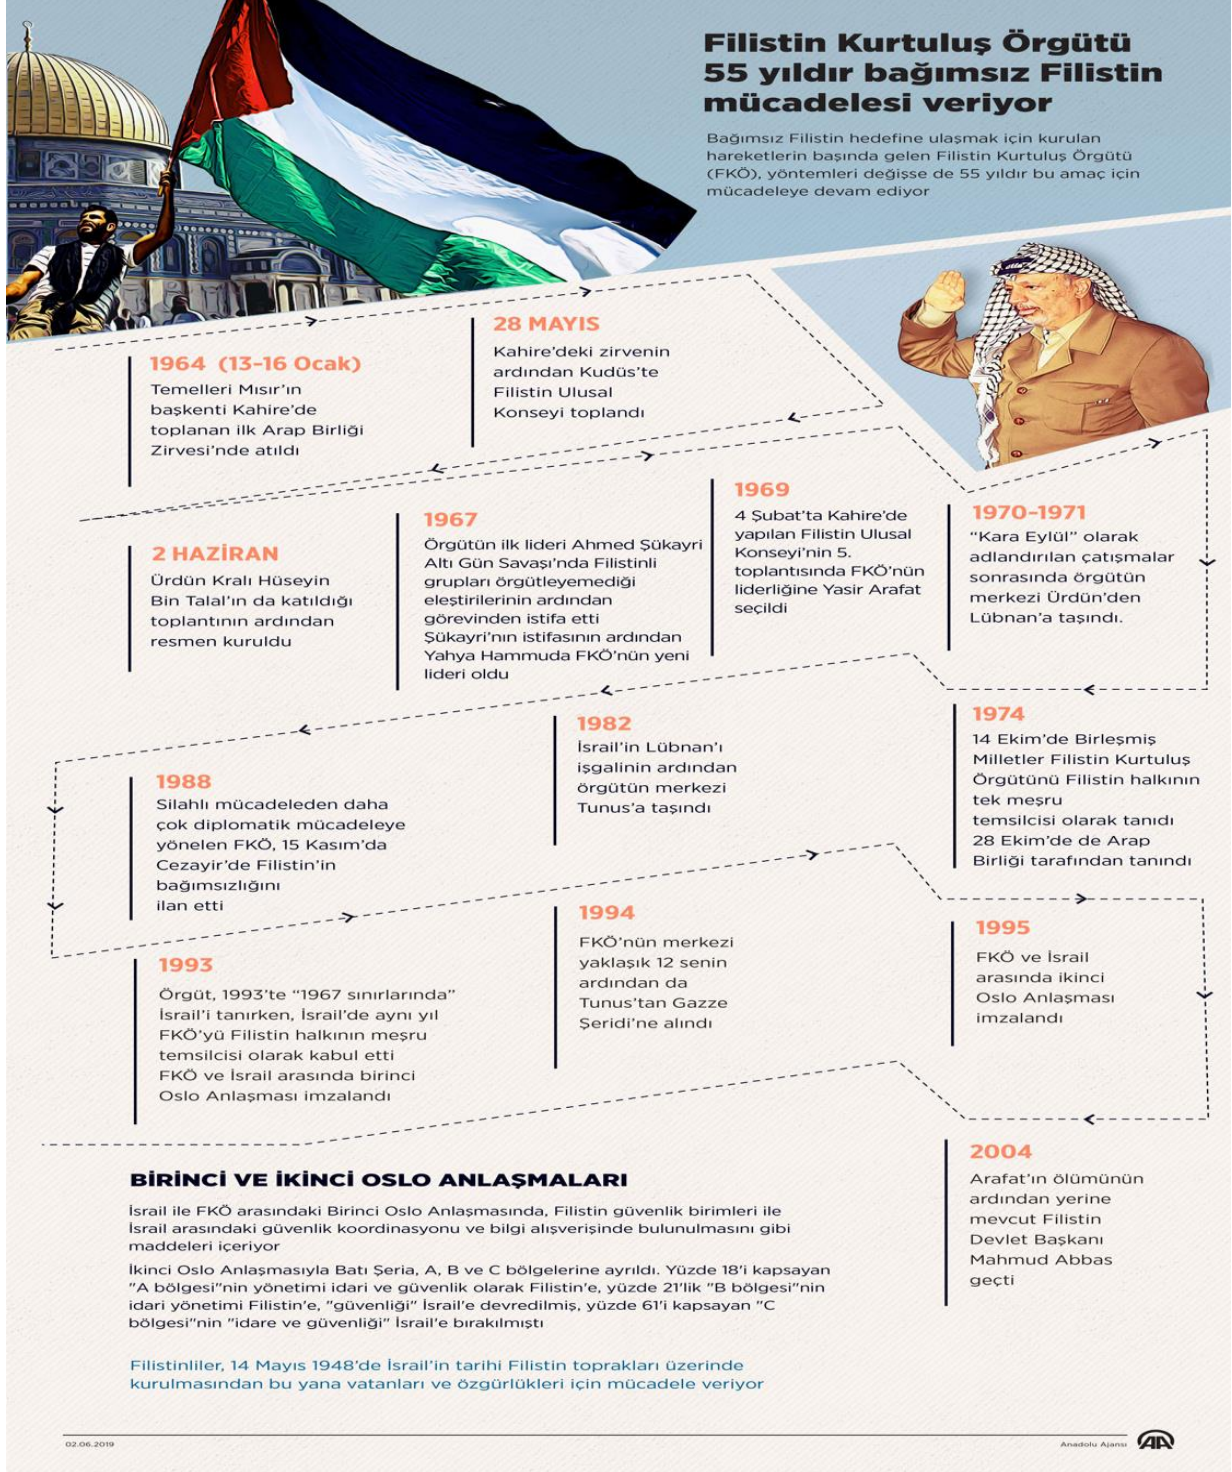 Filistin Kurtuluş Örgütü
55 yıldır bağımsız Filistin
mücadelesi veriyor
Bağımsız Filistin hedefine ulaşmak için kurulan
hareketlerin başında gelen Filistin Kurtuluş Örgütü
(FKÖ), yöntemleri değişse de 55 yıldır bu amaç için
mücadeleye devam ediyor
1964 (13-16 Ocak)
Temelleri Mısır’ın
başkenti Kahire’de
toplanan ilk Arap Birliği
Zirvesi’nde atıldı
28 MAYIS
Kahire’deki zirvenin
ardından Kudüs’te
Filistin Ulusal
Konseyi toplandı
2 HAZİRAN
Ürdün Kralı Hüseyin
Bin Talal’ın da katıldığı
toplantının ardından
resmen kuruldu
1967
Örgütün ilk lideri Ahmed Şükayri
Altı Gün Savaşı’nda Filistinli
grupları örgütleyemediği
eleştirilerinin ardından
görevinden istifa etti
Şükayri’nın istifasının ardından
Yahya Hammuda FKÖ’nün yeni
lideri oldu
1969
4 Şubat’ta Kahire’de
yapılan Filistin Ulusal
Konseyi’nin 5.
toplantısında FKÖ’nün
liderliğine Yasir Arafat
seçildi
1970-1971
“Kara Eylül” olarak
adlandırılan çatışmalar
sonrasında örgütün
merkezi Ürdün’den
Lübnan’a taşındı.
1974
14 Ekim’de Birleşmiş
Milletler Filistin Kurtuluş
Örgütünü Filistin halkının
tek meşru
temsilcisi olarak tanıdı
28 Ekim’de de Arap
Birliği tarafından tanındı
1982
İsrail’in Lübnan’ı
işgalinin ardından
örgütün merkezi
Tunus’a taşındı
1988
Silahlı mücadeleden daha
çok diplomatik mücadeleye
yönelen FKÖ, 15 Kasım’da
Cezayir’de Filistin’in
bağımsızlığını
ilan etti
1993
Örgüt, 1993’te “1967 sınırlarında”
İsrail’i tanırken, İsrail’de aynı yıl
FKÖ’yü Filistin halkının meşru
temsilcisi olarak kabul etti
FKÖ ve İsrail arasında birinci
Oslo Anlaşması imzalandı
1994
FKÖ’nün merkezi
yaklaşık 12 senin
ardından da
Tunus’tan Gazze
Şeridi’ne alındı
1995
FKÖ ve İsrail
arasında ikinci
Oslo Anlaşması
imzalandı
2004
Arafat’ın ölümünün
ardından yerine
mevcut Filistin
Devlet Başkanı
Mahmud Abbas
geçti
BİRİNCİ VE İKİNCİ OSLO ANLAŞMALARI
İsrail ile FKÖ arasındaki Birinci Oslo Anlaşmasında, Filistin güvenlik birimleri ile
İsrail arasındaki güvenlik koordinasyonu ve bilgi alışverişinde bulunulmasını gibi
maddeleri içeriyor
İkinci Oslo Anlaşmasıyla Batı Şeria, A, B ve C bölgelerine ayrıldı. Yüzde 18'i kapsayan
"A bölgesi"nin yönetimi idari ve güvenlik olarak Filistin'e, yüzde 21'lik "B bölgesi"nin
idari yönetimi Filistin'e, "güvenliği" İsrail'e devredilmiş, yüzde 61'i kapsayan "C
bölgesi"nin "idare ve güvenliği" İsrail'e bırakılmıştı
Filistinliler, 14 Mayıs 1948’de İsrail’in tarihi Filistin toprakları üzerinde
kurulmasından bu yana vatanları ve özgürlükleri için mücadele veriyor
02.06.2019
Anadolu Ajansı AA